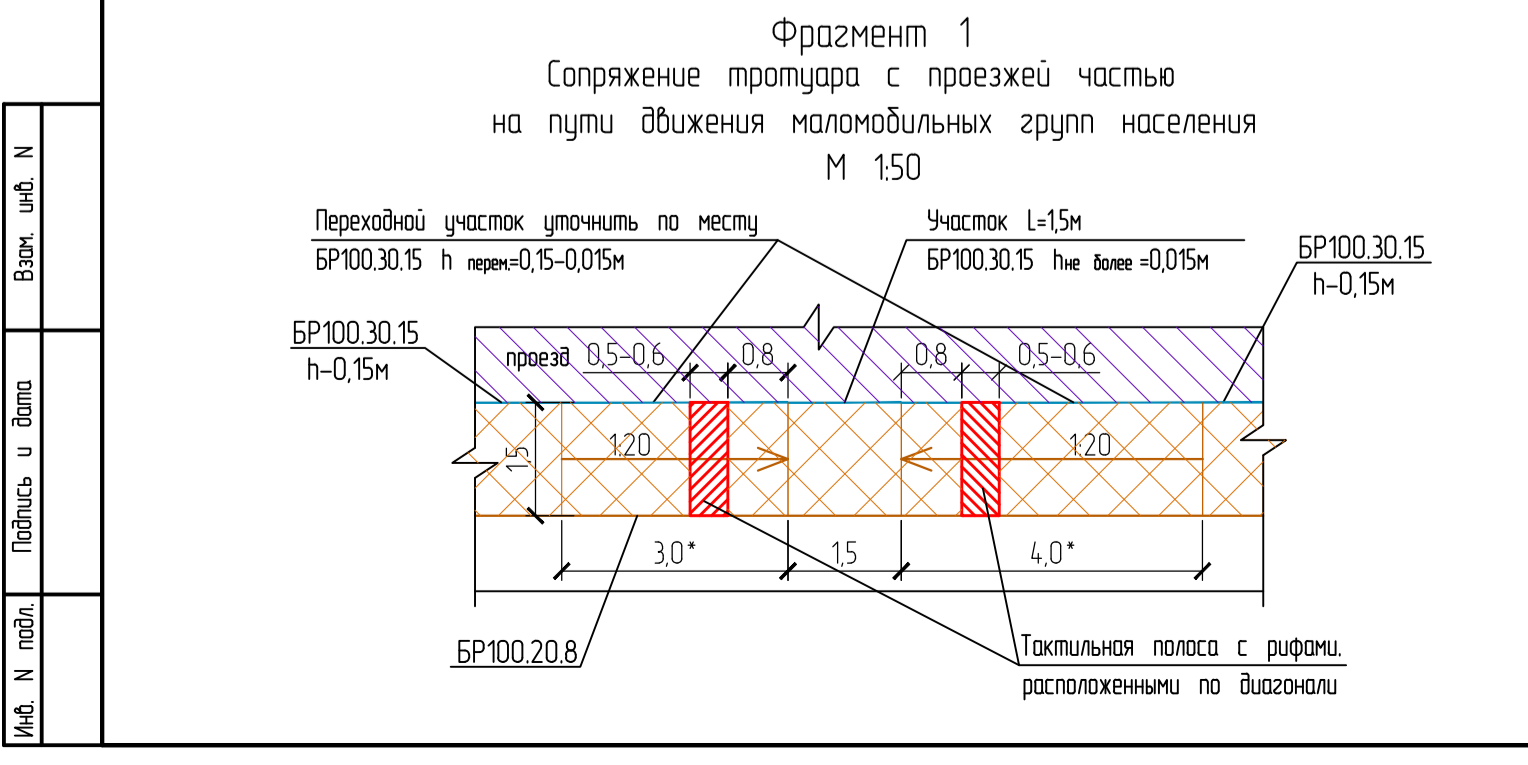 Фрагмент 1
Сопряжение тротуара с проезжей частью
на пути движения маломобильных групп населения
М 1:50
Переходной участок уточнить по месту
БР100.30.15 h перем.=0,15-0,015м
Участок L=1,5м
БР100.30.15 hне более =0,015м
БР100.30.15
h-0,15м
БР100.30.15
h-0,15м
проезд
0,5-0,6
0,8
0,8
0,5-0,6
1,5
1:20
1:20
3,0*
1,5
4,0*
БР100.20.8
Тактильная полоса с рифами,
расположенными по диагонали
Взам. инв. N
Подпись и дата
Инв. N подл.